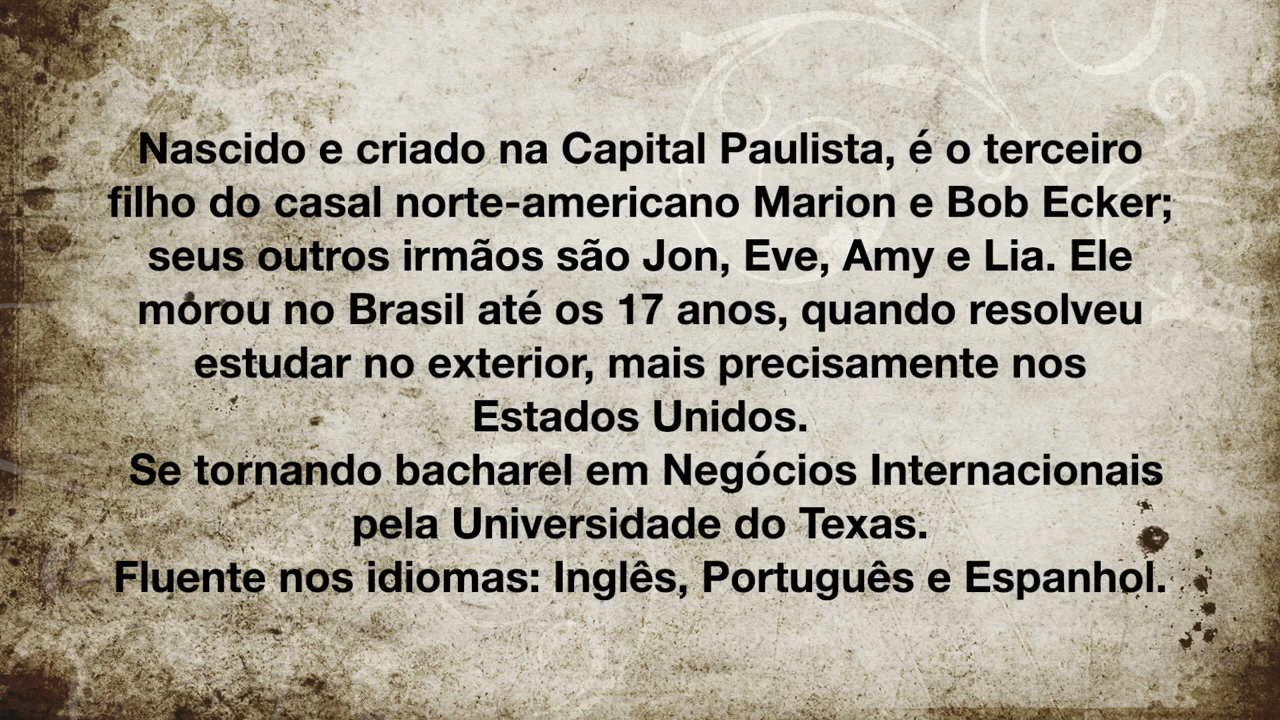 Nascido e criado na Capital Paulista, é o terceiro
filho do casal norte-americano Marion e Bob Ecker;
seus outros irmãos são Jon, Eve, Amy e Lia. Ele
morou no Brasil até os 17 anos, quando resolveu
estudar no exterior, mais precisamente nos
Estados Unidos.
Se tornando bacharel em Negócios Internacionais
pela Universidade do Texas.
Fluente nos idiomas: Inglês, Português e Espanhol.